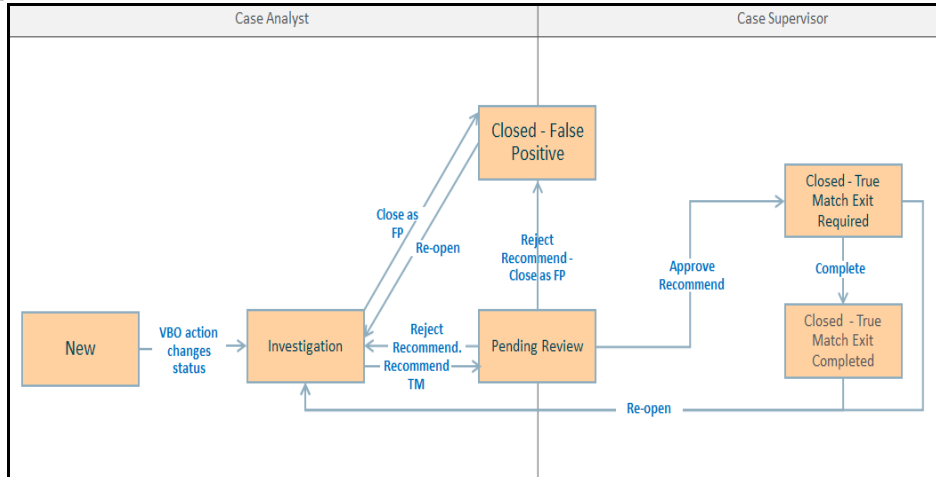 Case Analyst
Case Supervisor
Closed - False
Positive
Closed - True
Match Exit
Required
Close as
FP
Re-open
Reject
Recommend -
Close as FP
Approve
Recommend
Complete
New
VBO action
changes
status
Investigation
Reject
Recommend.
Recommend
TM
Pending Review
Closed - True
Match Exit
Completed
Re-open